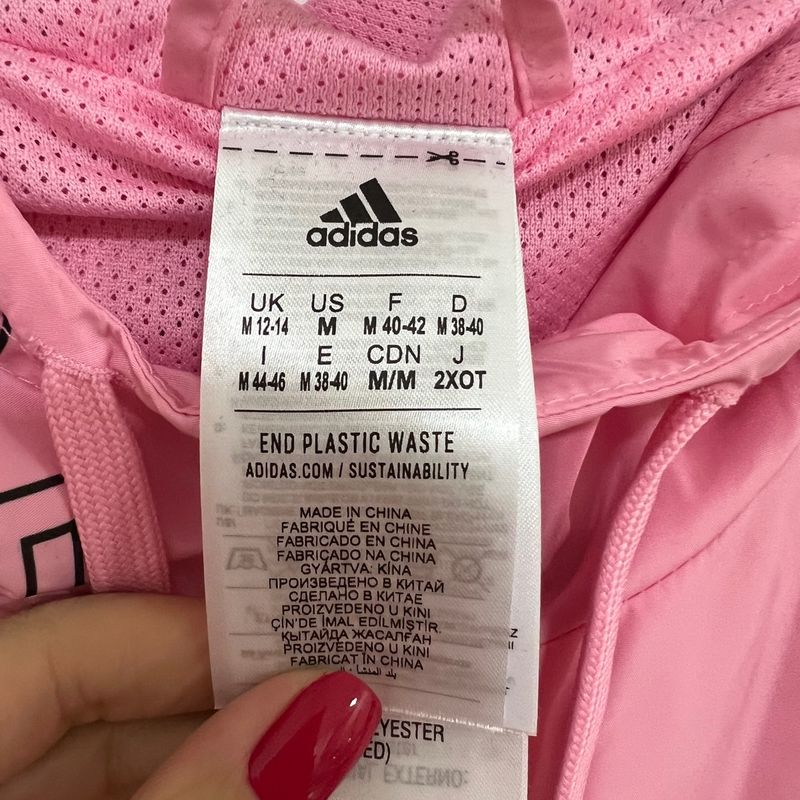 adidas
UK US F D
M 12-14 M M 40-42 M 38-40
I E CDN J
M 44-46 M 38-40 M/M 2XOT
END PLASTIC WASTE
ADIDAS.COM / SUSTAINABILITY
MADE IN CHINA
FABRIQUÉ EN CHINE
FABRICADO EN CHINA
FABRICADO NA CHINA
GYÁRTVA: KÍNA
ПРОИЗВЕДЕНО В КИТАЙ
СДЕЛАНО В КИТАЕ
PROIZVEDENO U KINI
ÇİN'DE İMAL EDİLMİŞTİR.
ҚЫТАЙДА ЖАСАЛҒАН
PROIZVEDENO U KINI
FABRICAT ÎN CHINA
بلد المنشأ